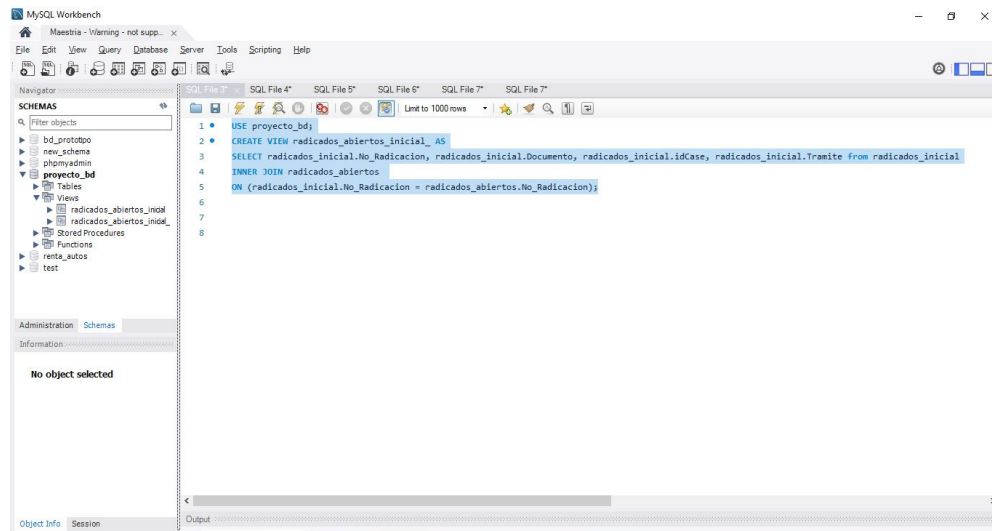 MySQL Workbench
Maestria - Warning - not supp...
File Edit View Query Database Server Tools Scripting Help
Navigator
SCHEMAS
Filter objects
bd_prototipo
new_schema
phpmyadmin
proyecto_bd
Tables
Views
radicados_abiertos_inicial
radicados_abiertos_inicial_
Stored Procedures
Functions
renta_autos
test
Administration Schemas
Information
No object selected
Object Info Session
SQL File 3* SQL File 4* SQL File 5* SQL File 6* SQL File 7* SQL File 7*
Limit to 1000 rows
1 USE proyecto_bd;
2 CREATE VIEW radicados_abiertos_inicial_ AS
3 SELECT radicados_inicial.No_Radicacion, radicados_inicial.Documento, radicados_inicial.idCase, radicados_inicial.Tramite from radicados_inicial
4 INNER JOIN radicados_abiertos
5 ON (radicados_inicial.No_Radicacion = radicados_abiertos.No_Radicacion);
6
7
8
Output